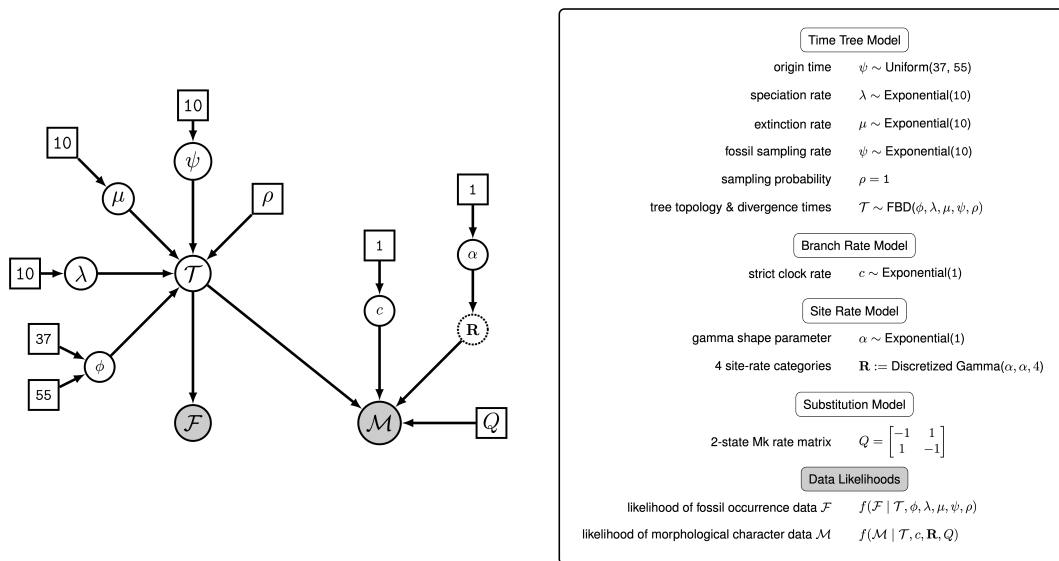 10
10
ψ
μ
ρ
1
1
α
10
λ
𝒯
c
R
37
ϕ
55
ℱ
ℳ
Q
Time Tree Model
origin time ψ ∼ Uniform(37, 55)
speciation rate λ ∼ Exponential(10)
extinction rate μ ∼ Exponential(10)
fossil sampling rate ψ ∼ Exponential(10)
sampling probability ρ = 1
tree topology & divergence times 𝒯 ∼ FBD(ϕ, λ, μ, ψ, ρ)
Branch Rate Model
strict clock rate c ∼ Exponential(1)
Site Rate Model
gamma shape parameter α ∼ Exponential(1)
4 site-rate categories R := Discretized Gamma(α, α, 4)
Substitution Model
2-state Mk rate matrix Q = [−1 1
1 −1]
Data Likelihoods
likelihood of fossil occurrence data ℱ f(ℱ | 𝒯, ϕ, λ, μ, ψ, ρ)
likelihood of morphological character data ℳ f(ℳ | 𝒯, c, R, Q)